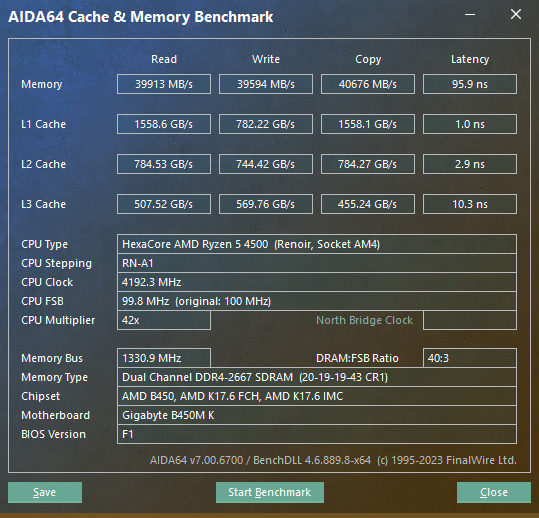 AIDA64 Cache & Memory Benchmark
Read Write Copy Latency
Memory 39913 MB/s 39594 MB/s 40676 MB/s 95.9 ns
L1 Cache 1558.6 GB/s 782.22 GB/s 1558.1 GB/s 1.0 ns
L2 Cache 784.53 GB/s 744.42 GB/s 784.27 GB/s 2.9 ns
L3 Cache 507.52 GB/s 569.76 GB/s 455.24 GB/s 10.3 ns
CPU Type HexaCore AMD Ryzen 5 4500 (Renoir, Socket AM4)
CPU Stepping RN-A1
CPU Clock 4192.3 MHz
CPU FSB 99.8 MHz (original: 100 MHz)
CPU Multiplier 42x North Bridge Clock
Memory Bus 1330.9 MHz DRAM:FSB Ratio 40:3
Memory Type Dual Channel DDR4-2667 SDRAM (20-19-19-43 CR1)
Chipset AMD B450, AMD K17.6 FCH, AMD K17.6 IMC
Motherboard Gigabyte B450M K
BIOS Version F1
AIDA64 v7.00.6700 / BenchDLL 4.6.889.8-x64 (c) 1995-2023 FinalWire Ltd.
Save Start Benchmark Close